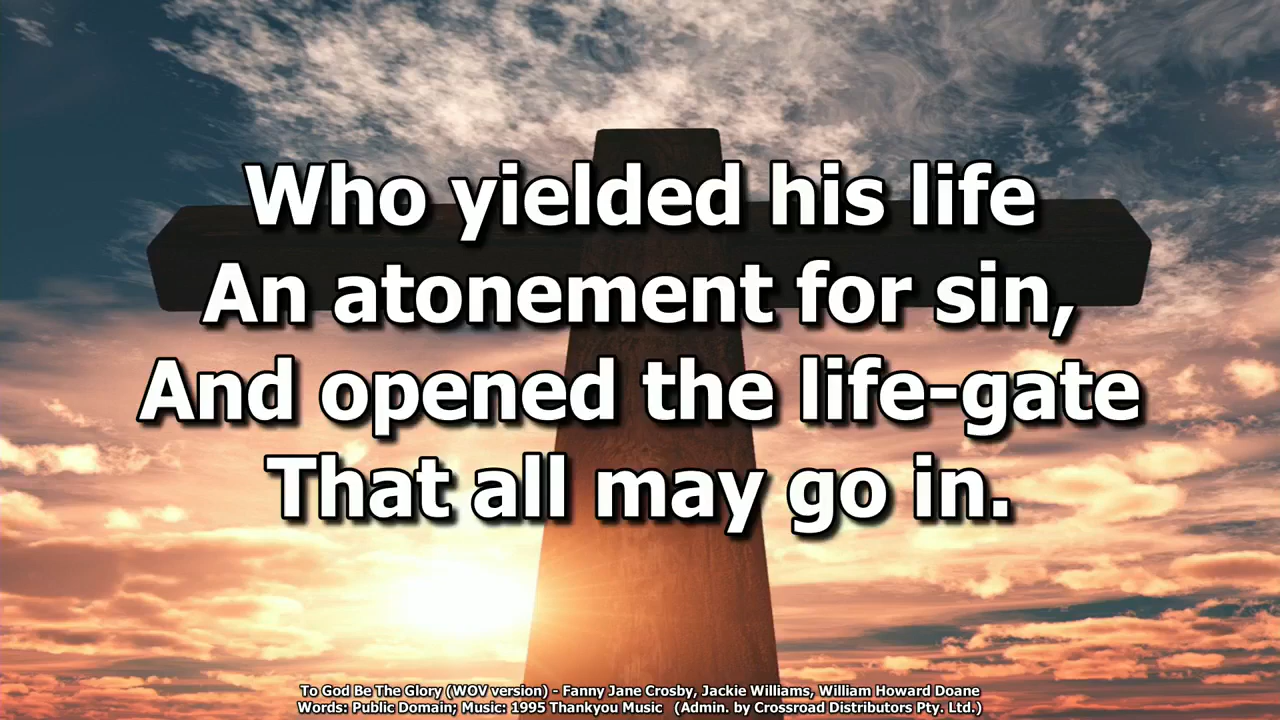 Who yielded his life
An atonement for sin,
And opened the life-gate
That all may go in.
To God Be The Glory (WOV version) - Fanny Jane Crosby, Jackie Williams, William Howard Doane
Words: Public Domain; Music: 1995 Thankyou Music (Admin. by Crossroad Distributors Pty. Ltd.)